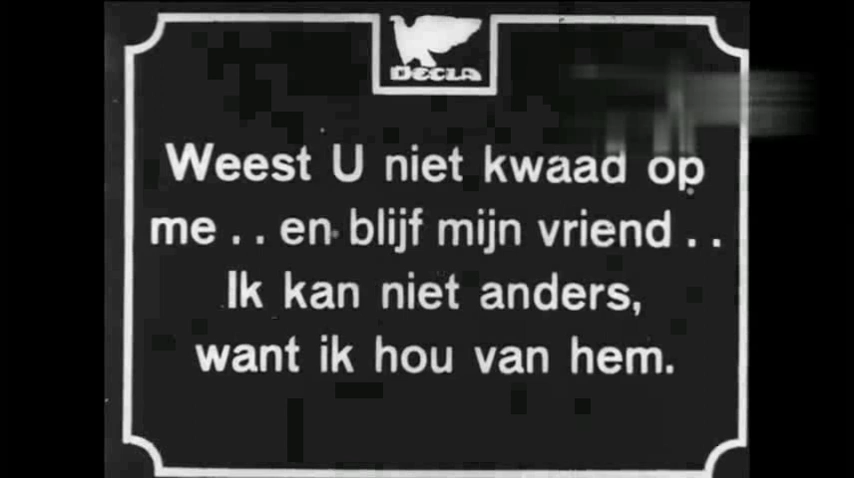 DECLA
Weest U niet kwaad op
me . . en blijf mijn vriend . .
Ik kan niet anders,
want ik hou van hem.